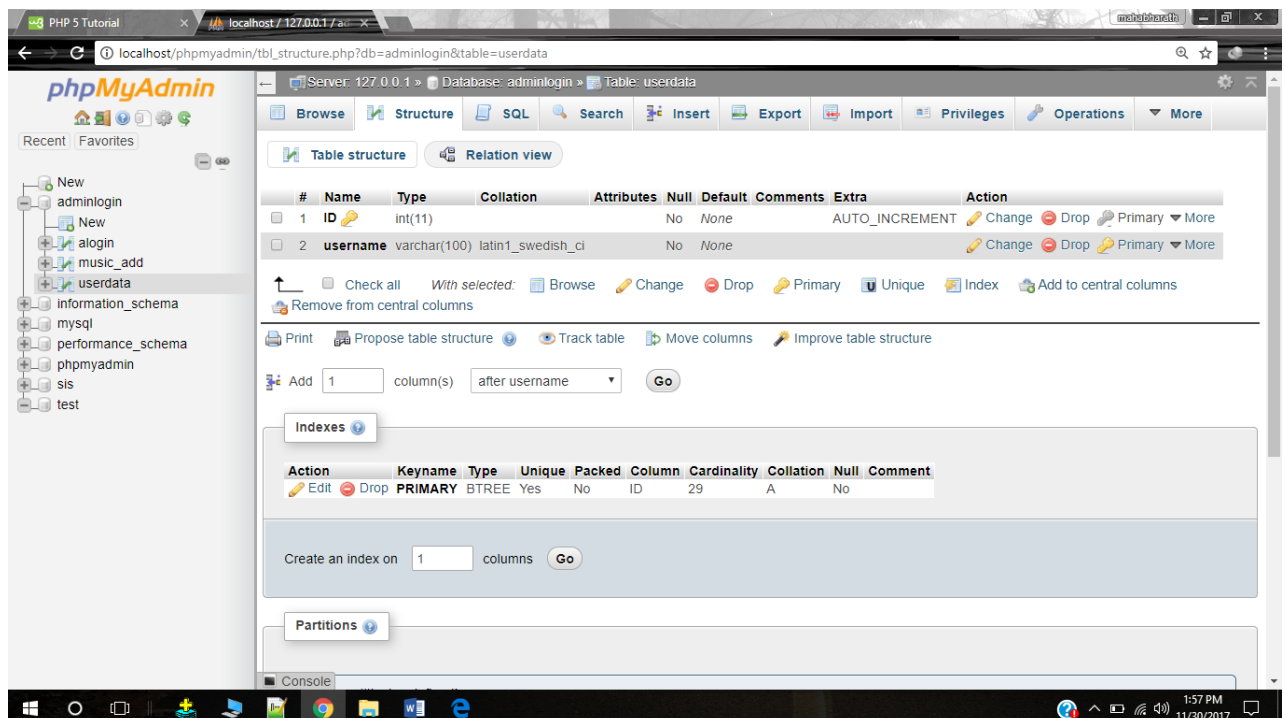 PHP 5 Tutorial
localhost / 127.0.0.1 / a
mahabharath
localhost/phpmyadmin/tbl_structure.php?db=adminlogin&table=userdata
phpMyAdmin
Recent Favorites
New
adminlogin
New
alogin
music_add
userdata
information_schema
mysql
performance_schema
phpmyadmin
sis
test
Server: 127.0.0.1 » Database: adminlogin » Table: userdata
Browse Structure SQL Search Insert Export Import Privileges Operations More
Table structure Relation view
# Name Type Collation Attributes Null Default Comments Extra Action
1 ID int(11) No None AUTO_INCREMENT Change Drop Primary More
2 username varchar(100) latin1_swedish_ci No None Change Drop Primary More
Check all With selected: Browse Change Drop Primary Unique Index Add to central columns
Remove from central columns
Print Propose table structure Track table Move columns Improve table structure
Add 1 column(s) after username Go
Indexes
Action Keyname Type Unique Packed Column Cardinality Collation Null Comment
Edit Drop PRIMARY BTREE Yes No ID 29 A No
Create an index on 1 columns Go
Partitions
Console
1:57 PM
11/30/2017